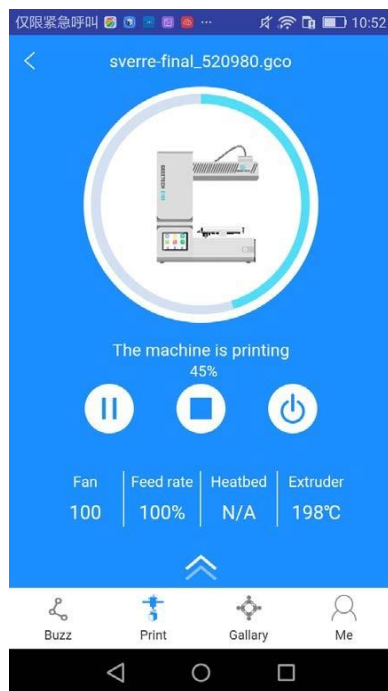 仅限紧急呼叫 ... 10:52
sverre-final_520980.gco
The machine is printing
45%
Fan Feed rate Heatbed Extruder
100 100% N/A 198℃
Buzz Print Gallary Me